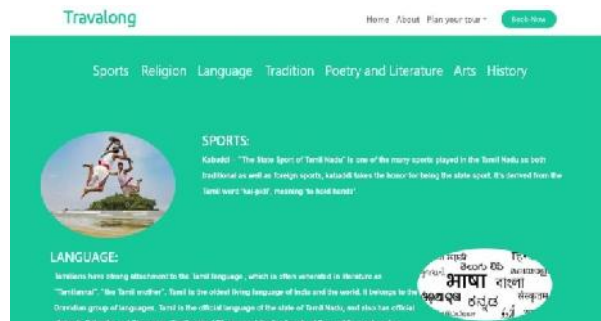 Travalong
Home About Plan your tour Book Now
Sports Religion Language Tradition Poetry and Literature Arts History
SPORTS:
Kabaddi - "The State Sport of Tamil Nadu" is one of the many sports played in the Tamil Nadu as both
traditional as well as foreign sports, kabaddi takes the honor for being the state sport. It's derived from the
Tamil word "kai-pidi", meaning "to hold hands".
LANGUAGE:
Tamilians have strong attachment to the Tamil language , which is often venerated in literature as
"Tamilannai", "the Tamil mother". Tamil is the oldest living language of India and the world. It belongs to the
Dravidian group of languages. Tamil is the official language of the state of Tamil Nadu, and also has official
తెలుగు
भाषा বাংলা
ಕನ್ನಡ